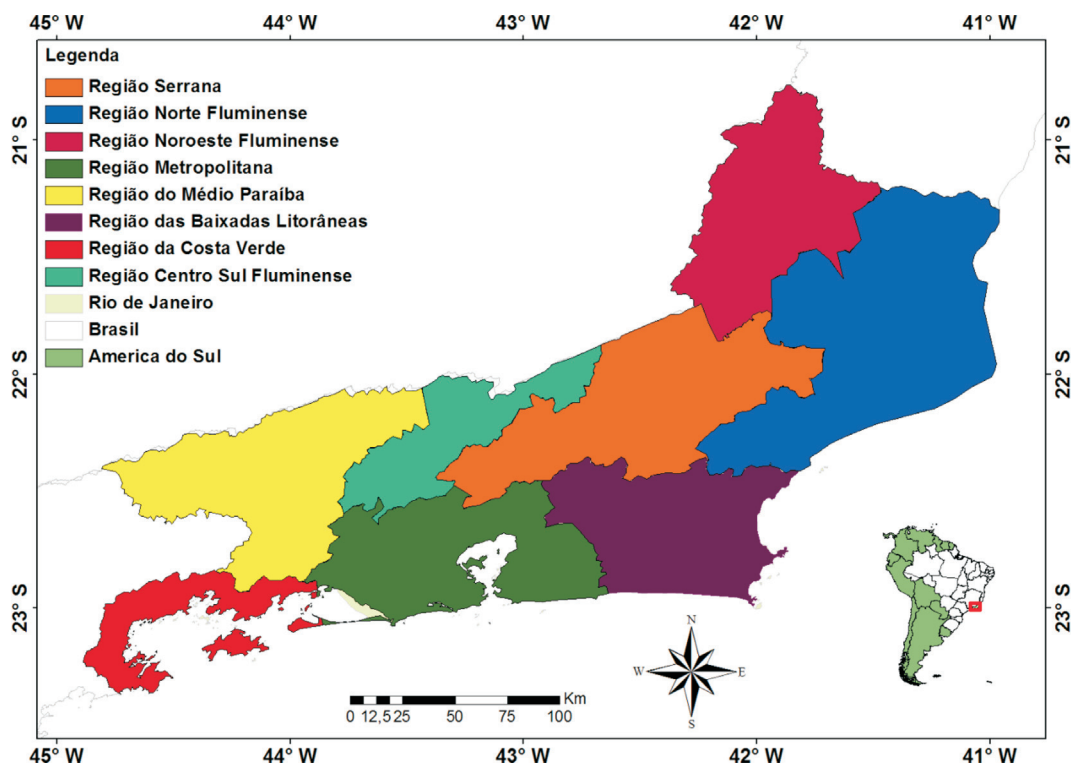 45° W 44° W 43° W 42° W 41° W
Legenda
Região Serrana
Região Norte Fluminense
Região Noroeste Fluminense
Região Metropolitana
Região do Médio Paraíba
Região das Baixadas Litorâneas
Região da Costa Verde
Região Centro Sul Fluminense
Rio de Janeiro
Brasil
America do Sul
21° S 21° S
22° S 22° S
23° S 23° S
N
W E
S
Km
0 12,5 25 50 75 100
45° W 44° W 43° W 42° W 41° W